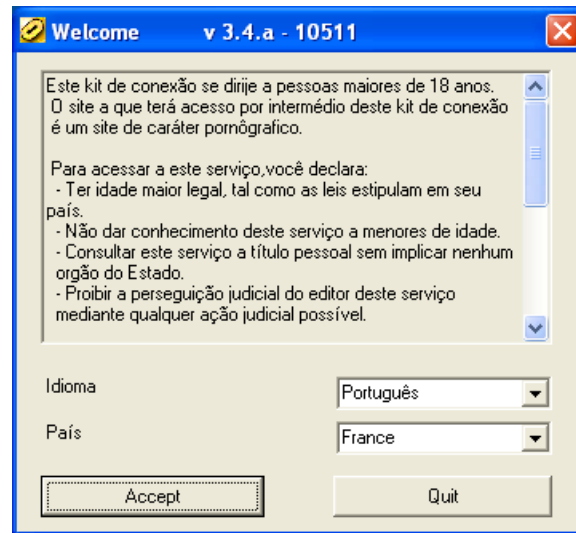 Welcome v 3.4.a - 10511
Este kit de conexão se dirije a pessoas maiores de 18 anos.
O site a que terá acesso por intermédio deste kit de conexão
é um site de caráter pornôgrafico.
Para acessar a este serviço,você declara:
- Ter idade maior legal, tal como as leis estipulam em seu
país.
- Não dar conhecimento deste serviço a menores de idade.
- Consultar este serviço a título pessoal sem implicar nenhum
orgão do Estado.
- Proibir a perseguição judicial do editor deste serviço
mediante qualquer ação judicial possível.
Idioma Português
País France
Accept Quit